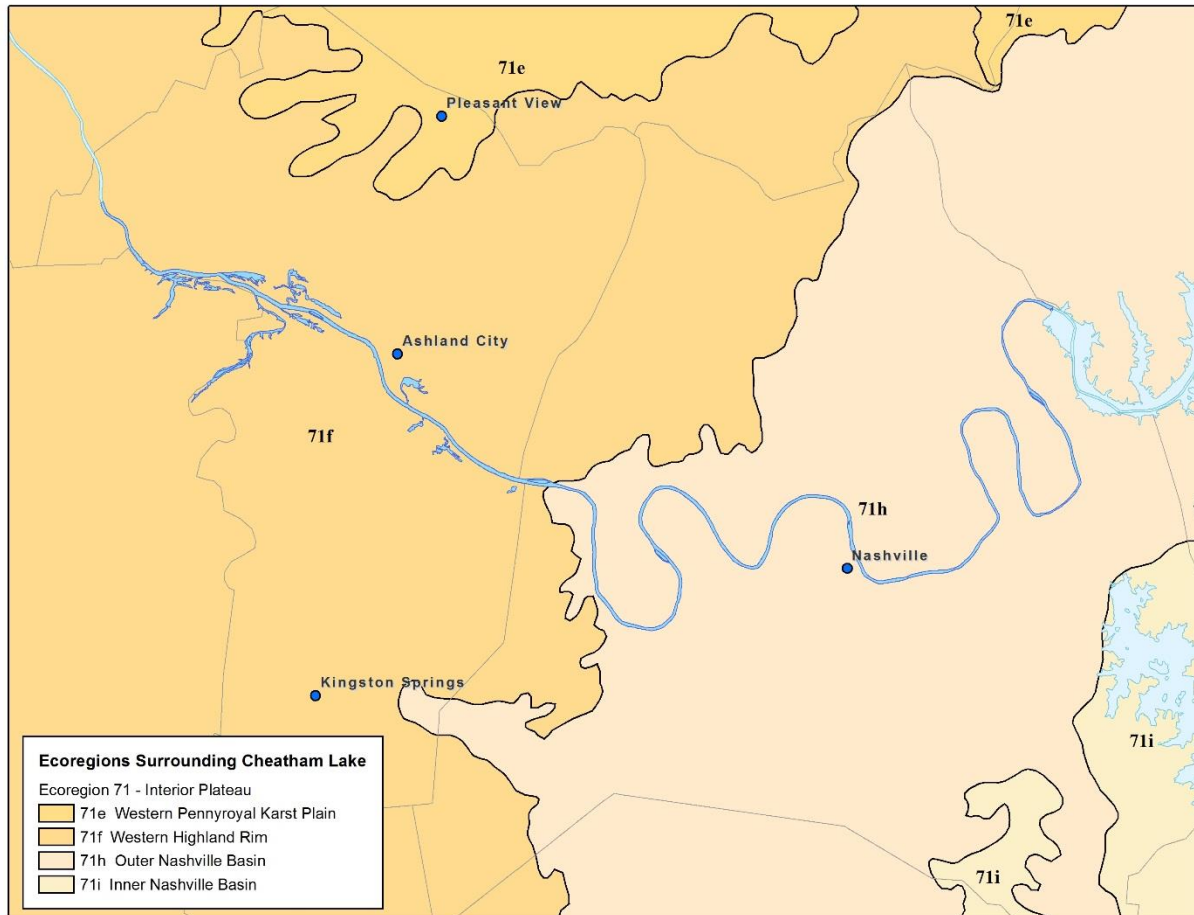 71e
71e
Pleasant View
Ashland City
71f
71h
Nashville
Kingston Springs
71i
71i
Ecoregions Surrounding Cheatham Lake
Ecoregion 71 - Interior Plateau
71e Western Pennyroyal Karst Plain
71f Western Highland Rim
71h Outer Nashville Basin
71i Inner Nashville Basin